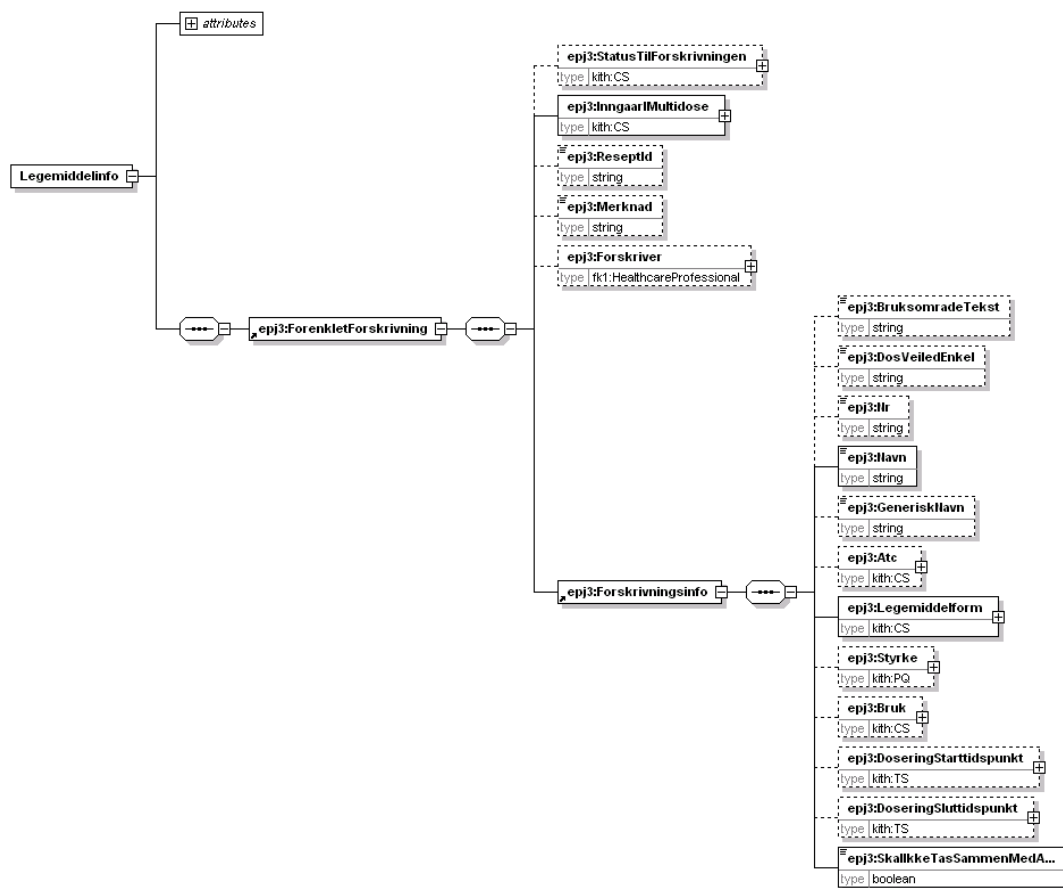 attributes
epj3:StatusTilForskrivningen
type kith:CS
epj3:InngaarIMultidose
type kith:CS
Legemiddelinfo
epj3:ReseptId
type string
epj3:Merknad
type string
epj3:Forskriver
type fk1:HealthcareProfessional
epj3:ForenkletForskrivning
epj3:BruksomradeTekst
type string
epj3:DosVeiledEnkel
type string
epj3:Nr
type string
epj3:Navn
type string
epj3:GeneriskNavn
type string
epj3:Atc
type kith:CS
epj3:Forskrivningsinfo
epj3:Legemiddelform
type kith:CS
epj3:Styrke
type kith:PQ
epj3:Bruk
type kith:CS
epj3:DoseringStarttidspunkt
type kith:TS
epj3:DoseringSluttidspunkt
type kith:TS
epj3:SkalIkkeTasSammenMedA...
type boolean